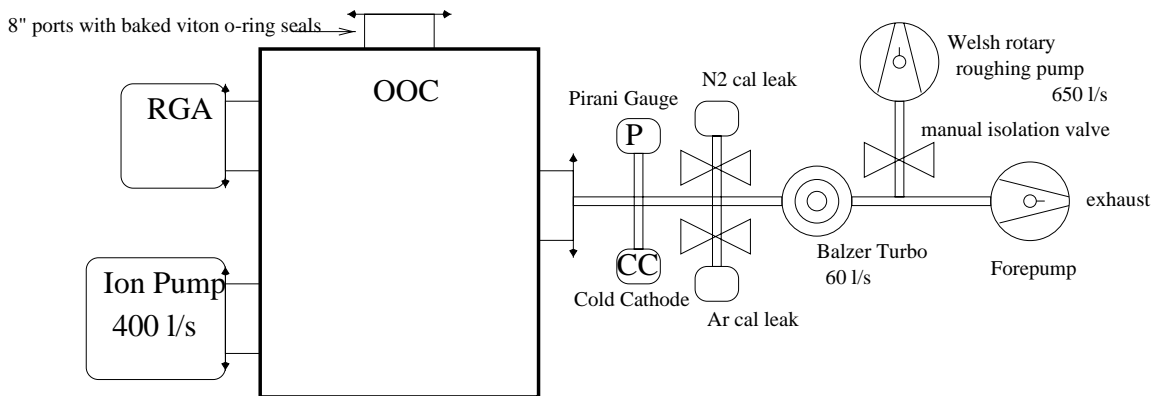 8" ports with baked viton o-ring seals
OOC
RGA
Ion Pump
400 l/s
Pirani Gauge
P
CC
Cold Cathode
N2 cal leak
Ar cal leak
Welsh rotary
roughing pump
650 l/s
manual isolation valve
Balzer Turbo
60 l/s
Forepump
exhaust